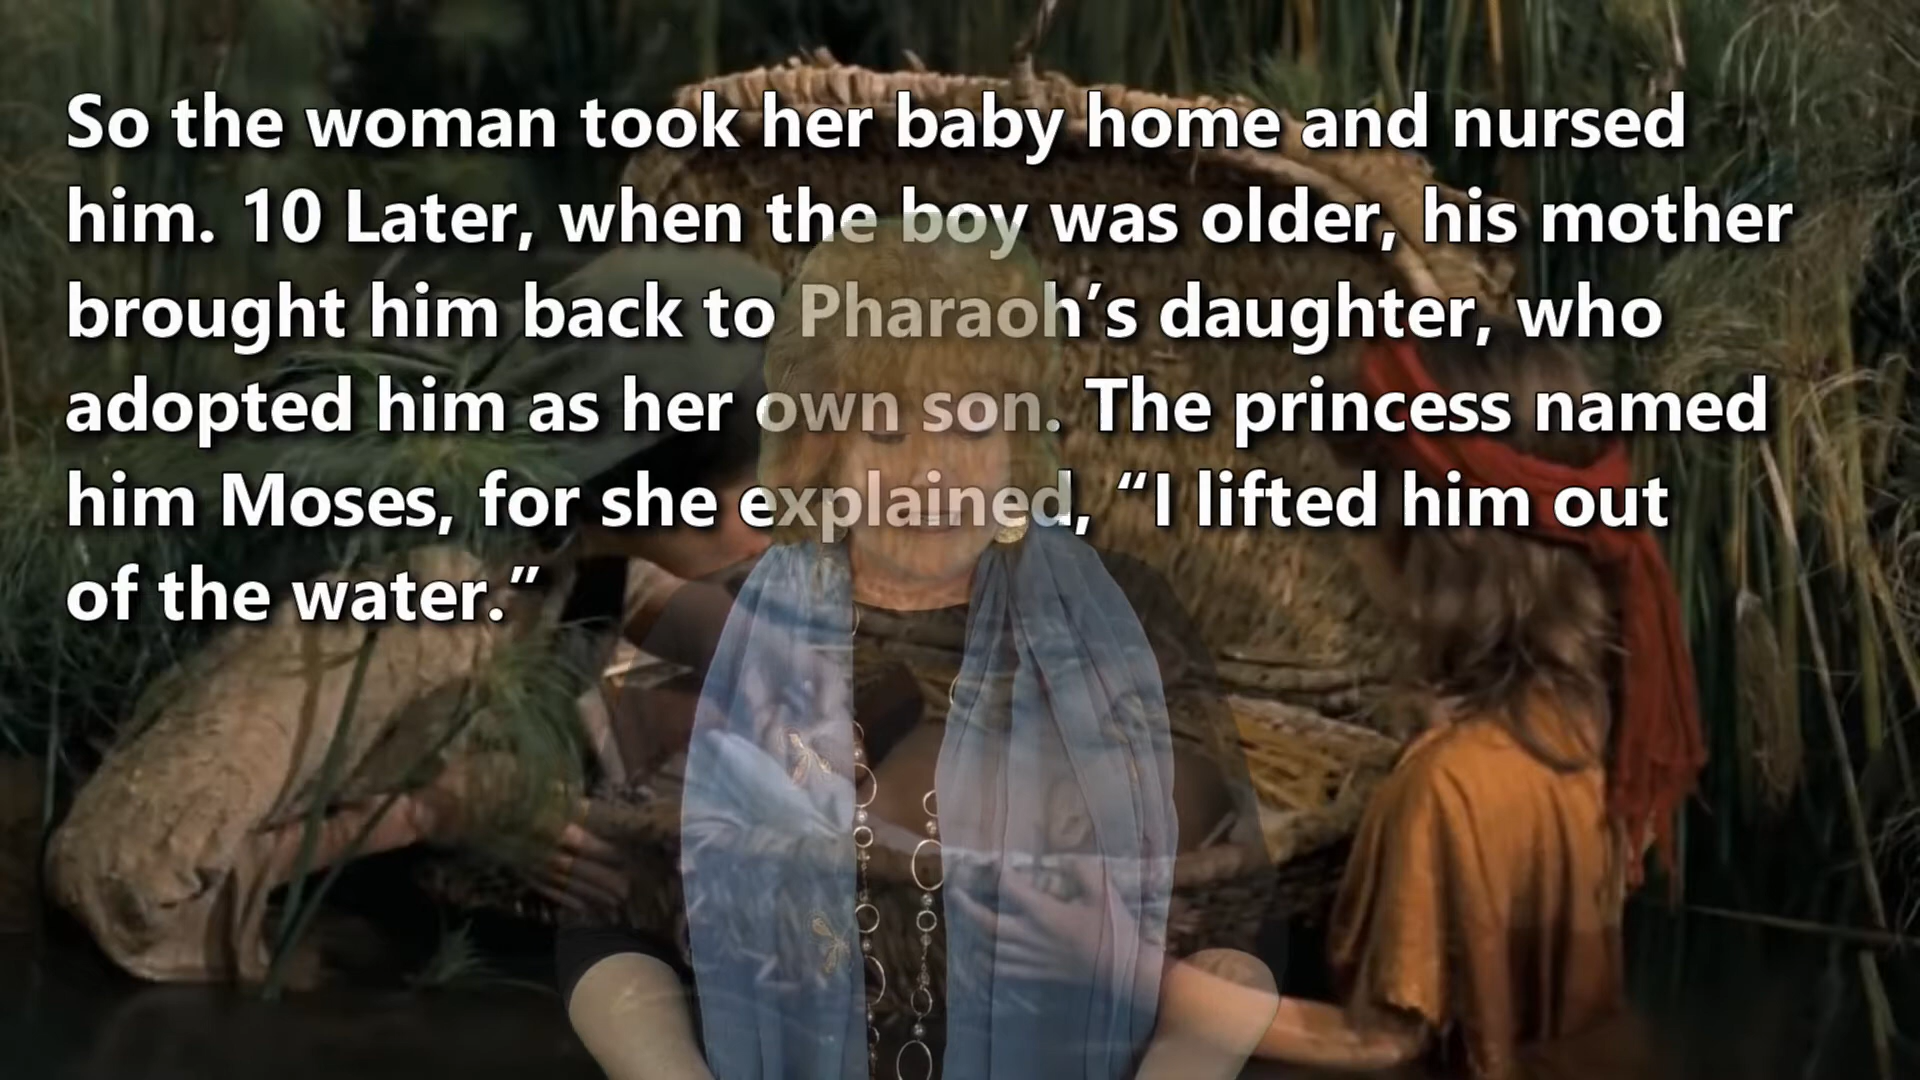 So the woman took her baby home and nursed
him. 10 Later, when the boy was older, his mother
brought him back to Pharaoh’s daughter, who
adopted him as her own son. The princess named
him Moses, for she explained, “I lifted him out
of the water.”